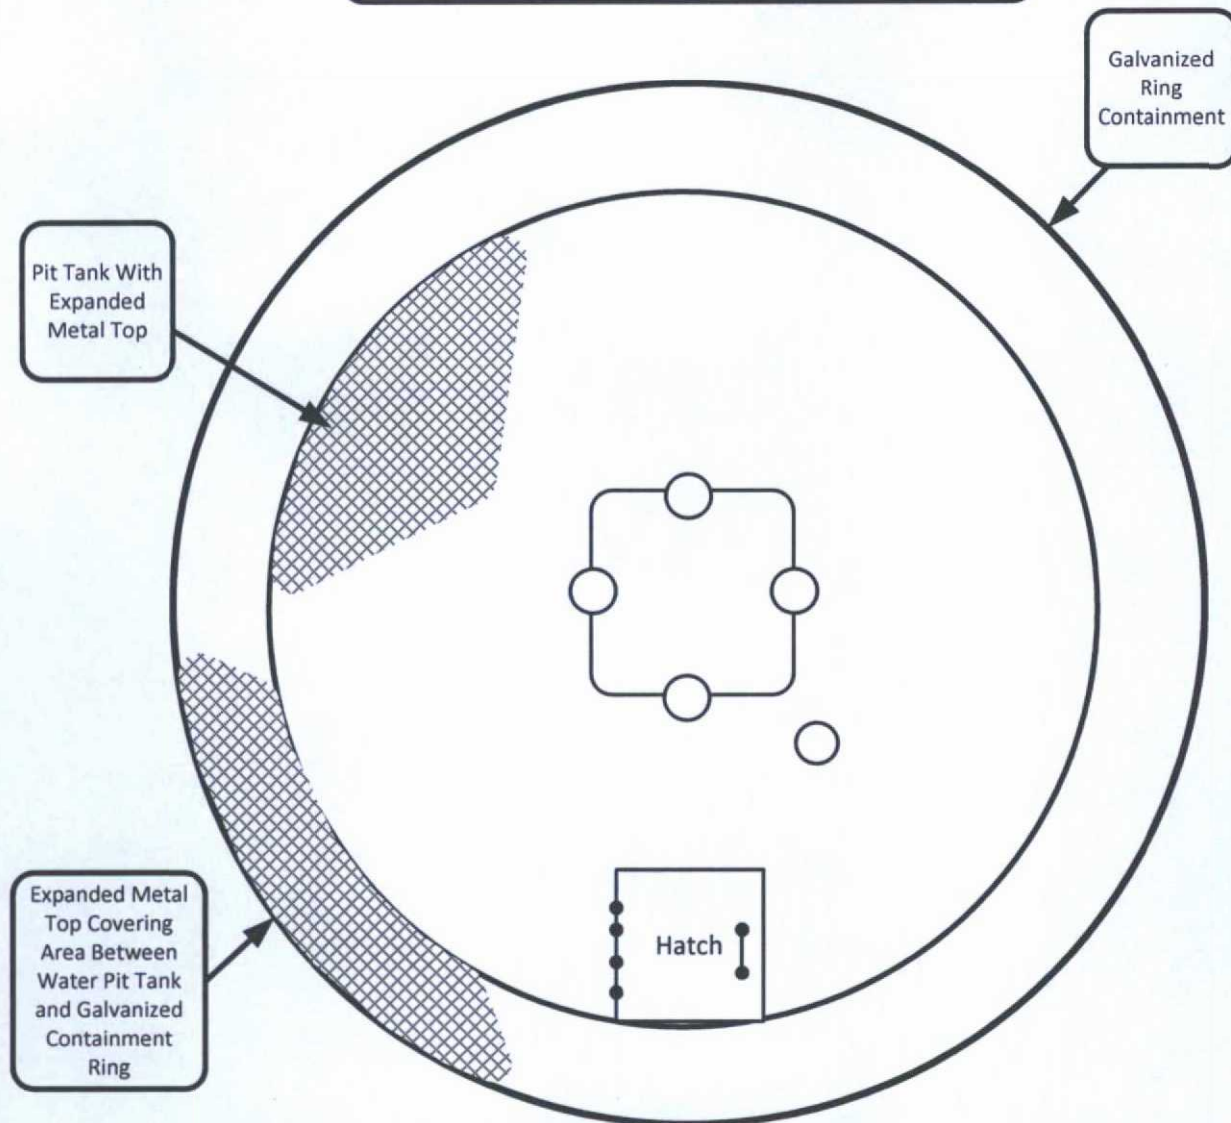 Galvanized
Ring
Containment
Pit Tank With
Expanded
Metal Top
Expanded Metal
Top Covering
Area Between
Water Pit Tank
and Galvanized
Containment
Ring
Hatch